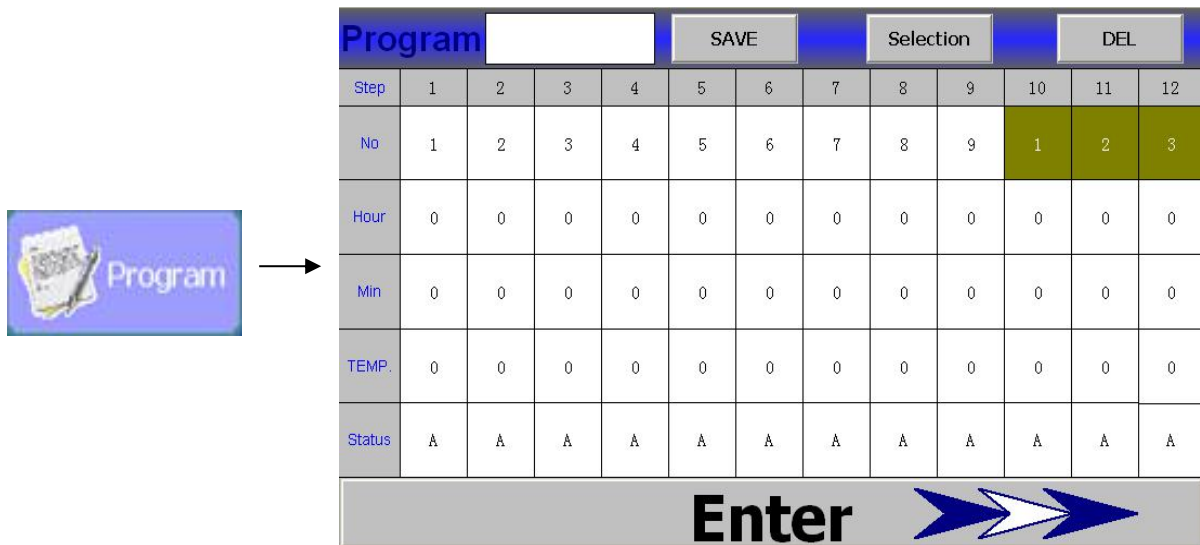 Program
Program SAVE Selection DEL
Step 1 2 3 4 5 6 7 8 9 10 11 12
No 1 2 3 4 5 6 7 8 9 1 2 3
Hour 0 0 0 0 0 0 0 0 0 0 0 0
Min 0 0 0 0 0 0 0 0 0 0 0 0
TEMP. 0 0 0 0 0 0 0 0 0 0 0 0
Status A A A A A A A A A A A A
Enter